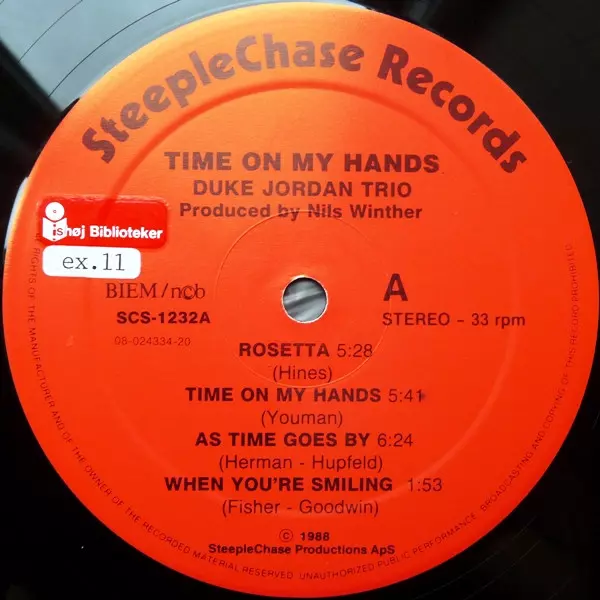 SteepleChase Records
TIME ON MY HANDS
DUKE JORDAN TRIO
Produced by Nils Winther
ishøj Biblioteker
ex.11
BIEM/ncb
A
SCS-1232A
STEREO - 33 rpm
08-024334-20
ROSETTA 5:28
(Hines)
TIME ON MY HANDS 5:41
(Youman)
AS TIME GOES BY 6:24
(Herman - Hupfeld)
WHEN YOU'RE SMILING 1:53
(Fisher - Goodwin)
© 1988
SteepleChase Productions ApS
RIGHTS OF THE MANUFACTURER AND OF THE OWNER OF THE RECORDED MATERIAL RESERVED. UNAUTHORIZED PUBLIC PERFORMANCE, BROADCASTING AND COPYING OF THIS RECORD PROHIBITED